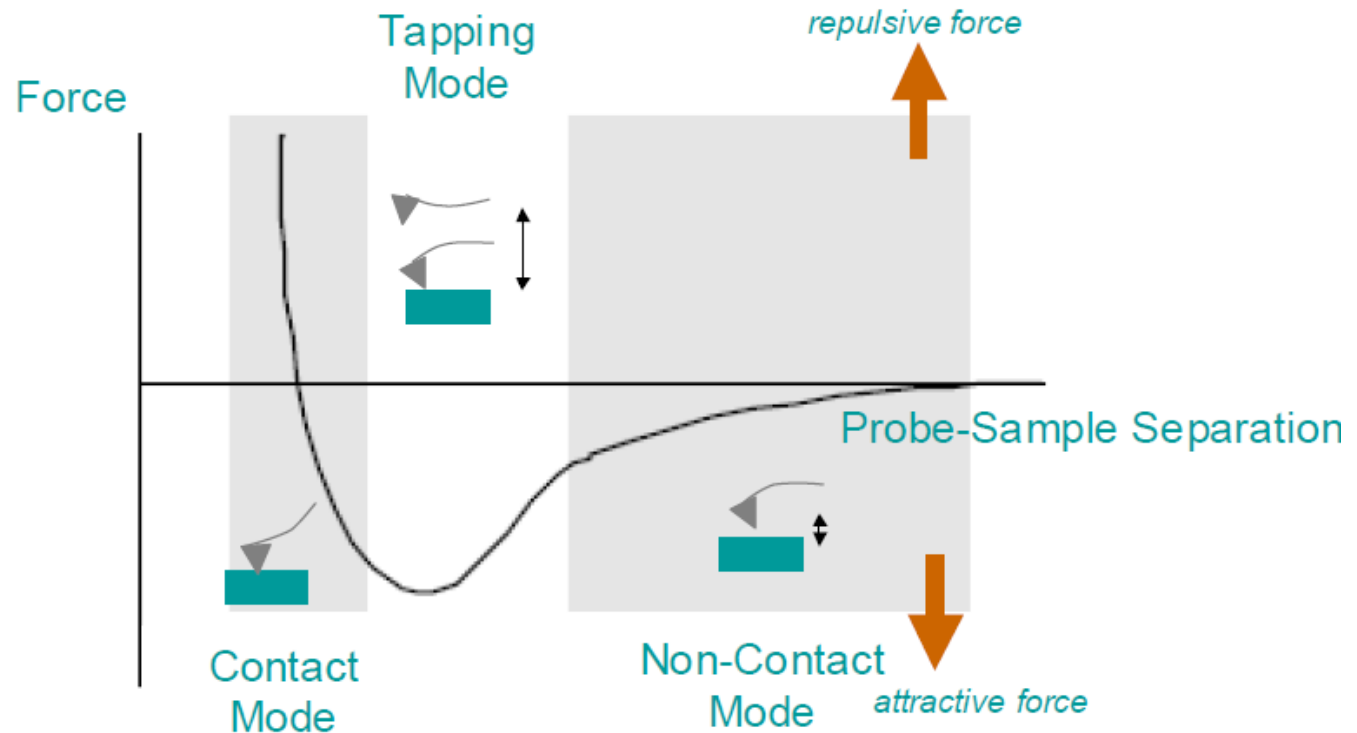 Tapping
Mode
repulsive force
Force
Probe-Sample Separation
Contact
Mode
Non-Contact
Mode
attractive force